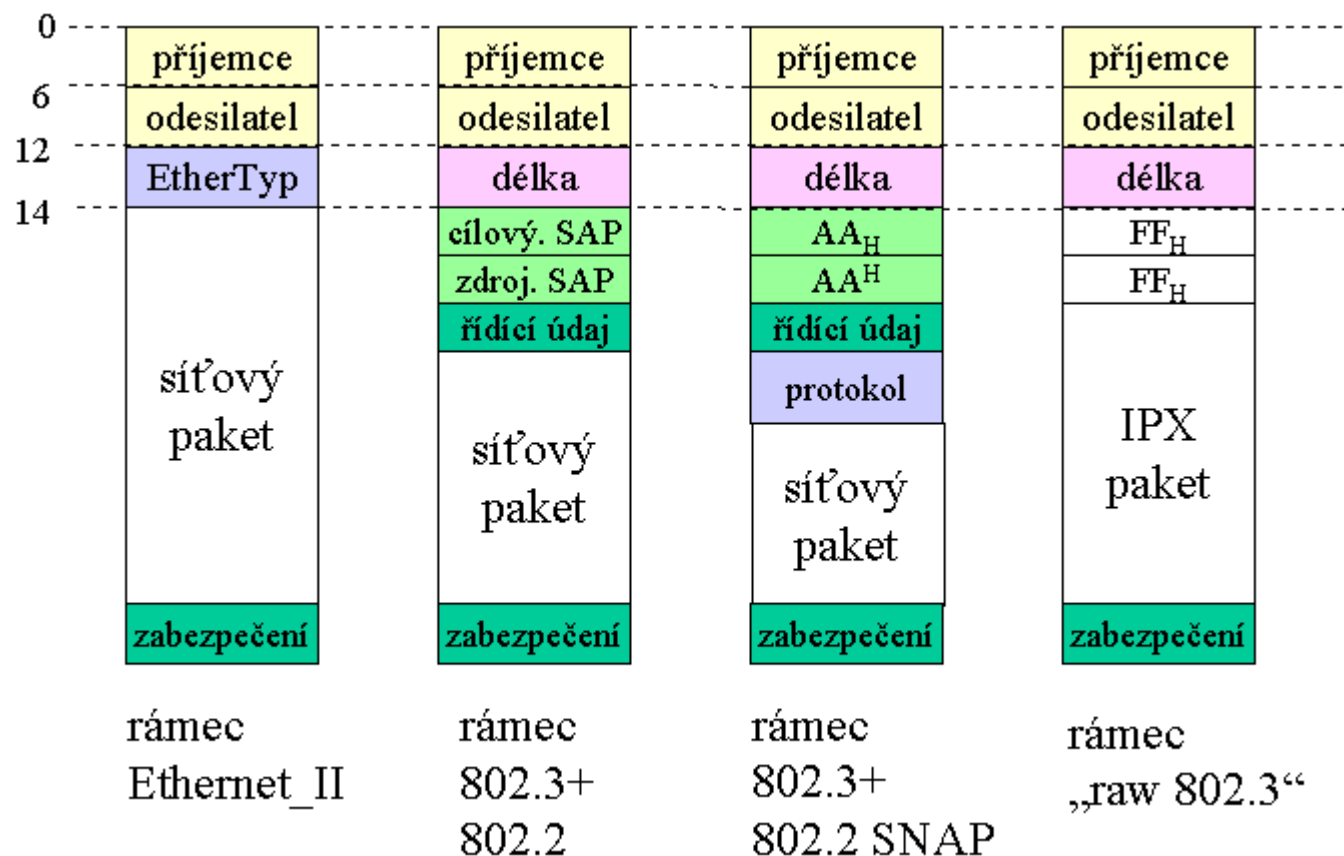 0
6
12
14
příjemce
odesilatel
EtherTyp
síťový
paket
zabezpečení
rámec
Ethernet_II
příjemce
odesilatel
délka
cílový. SAP
zdroj. SAP
řídící údaj
síťový
paket
zabezpečení
rámec
802.3+
802.2
příjemce
odesilatel
délka
AAH
AAH
řídící údaj
protokol
síťový
paket
zabezpečení
rámec
802.3+
802.2 SNAP
příjemce
odesilatel
délka
FFH
FFH
IPX
paket
zabezpečení
rámec
„raw 802.3“